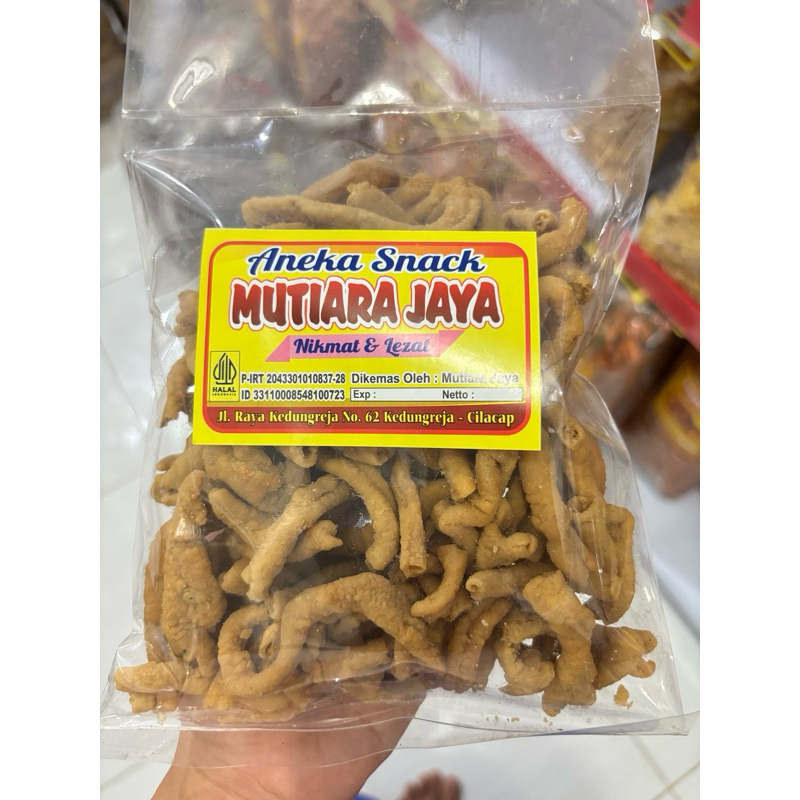 Aneka Snack
MUTIARA JAYA
Nikmat & Lezat
HALAL
INDONESIA
P-IRT 2043301010837-28 Dikemas Oleh : Mutiara Jaya
ID 33110008548100723 Exp : Netto :
Jl. Raya Kedungreja No. 62 Kedungreja - Cilacap